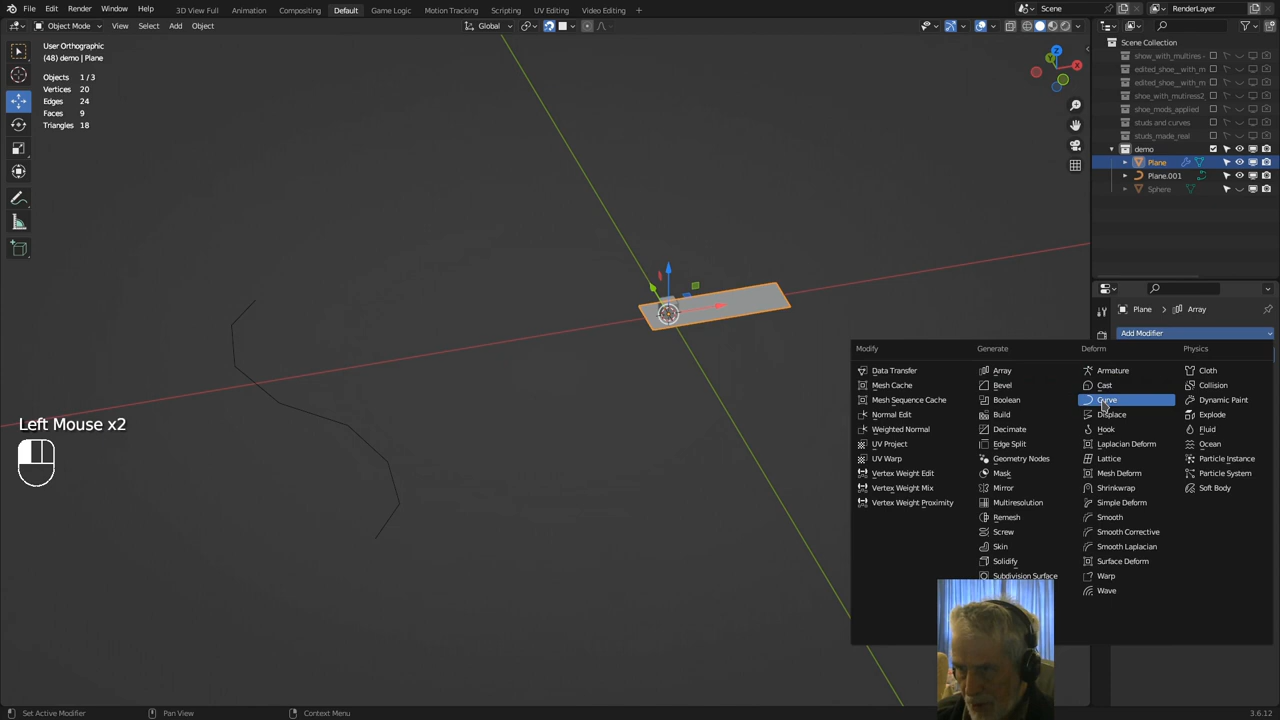 File Edit Render Window Help 3D View Full Animation Compositing Default Game Logic Motion Tracking Scripting UV Editing Video Editing + Scene RenderLayer
Object Mode View Select Add Object Global
User Orthographic
(48) demo | Plane
Objects 1/3
Vertices 20
Edges 24
Faces 9
Triangles 18
Z
Y
X
Scene Collection
show_with_multires -
edited_shoe__with_m
edited_shoe__with_m
shoe_with_mutiress2
shoe_mods_applied
studs and curves
studs_made_real
demo
Plane
Plane.001
Sphere
Plane > Array
Add Modifier
Modify Generate Deform Physics
Data Transfer Array Armature Cloth
Mesh Cache Bevel Cast Collision
Mesh Sequence Cache Boolean Curve Dynamic Paint
Normal Edit Build Displace Explode
Weighted Normal Decimate Hook Fluid
UV Project Edge Split Laplacian Deform Ocean
UV Warp Geometry Nodes Lattice Particle Instance
Vertex Weight Edit Mask Mesh Deform Particle System
Vertex Weight Mix Mirror Shrinkwrap Soft Body
Vertex Weight Proximity Multiresolution Simple Deform
Remesh Smooth
Screw Smooth Corrective
Skin Smooth Laplacian
Solidify Surface Deform
Subdivision Surface Warp
Wave
Left Mouse x2
Set Active Modifier Pan View Context Menu 3.6.12